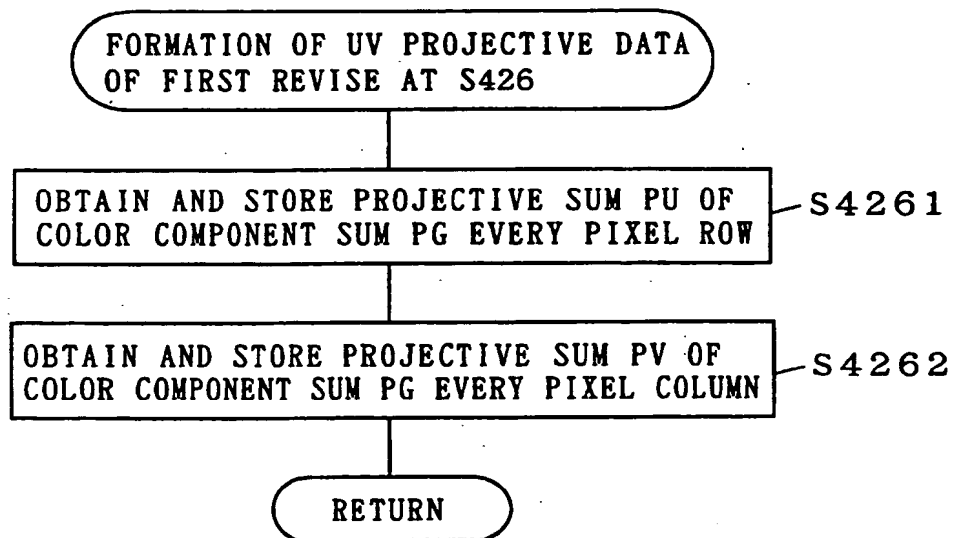 FORMATION OF UV PROJECTIVE DATA
OF FIRST REVISE AT S426
OBTAIN AND STORE PROJECTIVE SUM PU OF
COLOR COMPONENT SUM PG EVERY PIXEL ROW
S4261
OBTAIN AND STORE PROJECTIVE SUM PV OF
COLOR COMPONENT SUM PG EVERY PIXEL COLUMN
S4262
RETURN